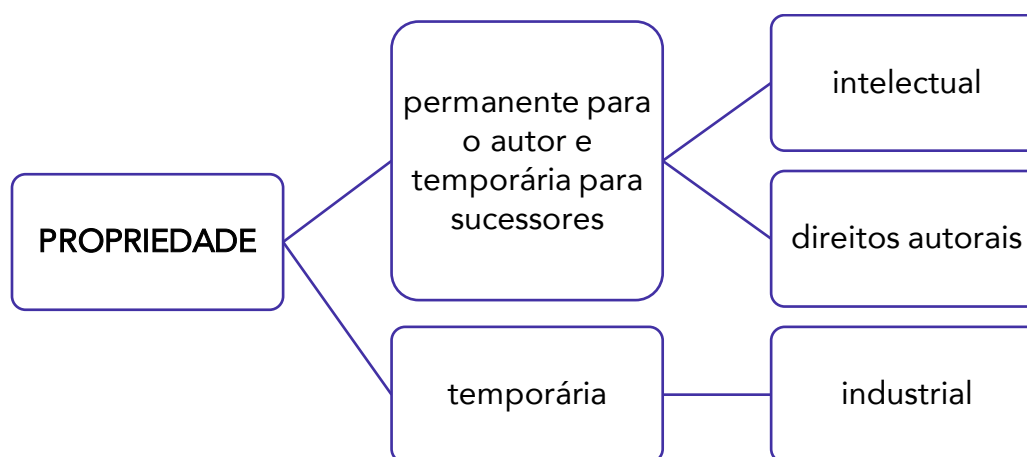 PROPRIEDADE
permanente para
o autor e
temporária para
sucessores
intelectual
direitos autorais
temporária
industrial